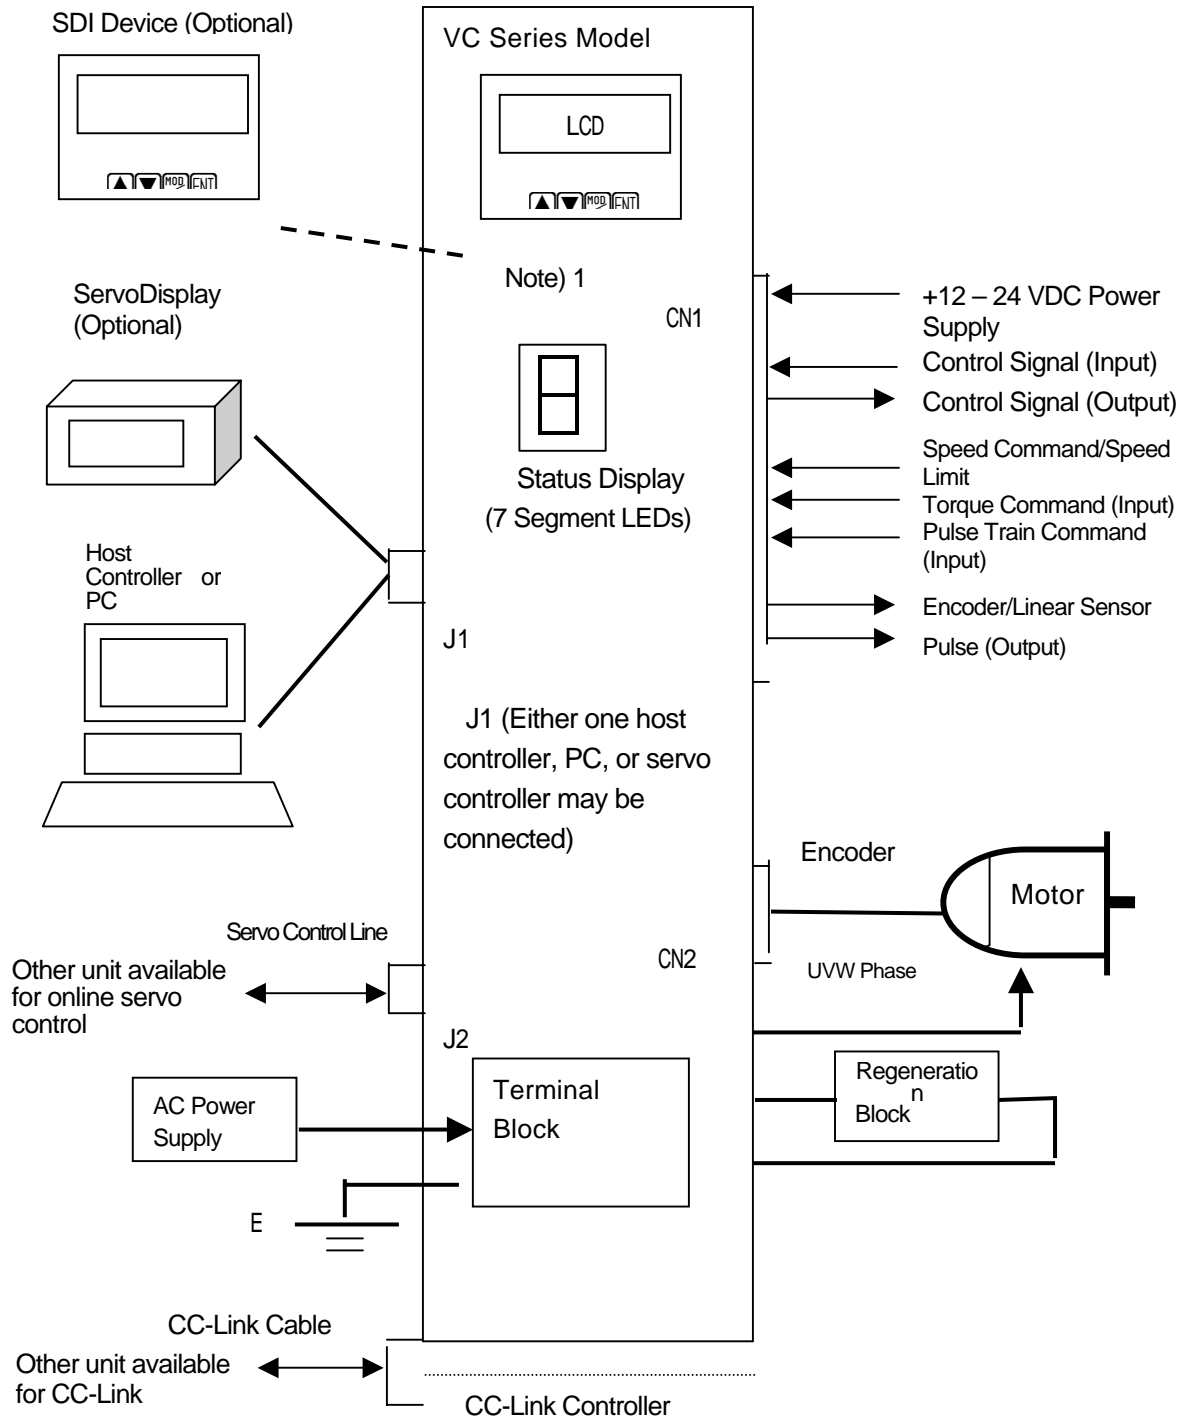 SDI Device (Optional)
MOD
ENT
VC Series Model
LCD
MOD
ENT
Note) 1
ServoDisplay
(Optional)
CN1
+12 – 24 VDC Power
Supply
Control Signal (Input)
Control Signal (Output)
Speed Command/Speed
Limit
Torque Command (Input)
Pulse Train Command
(Input)
Encoder/Linear Sensor
Pulse (Output)
Status Display
(7 Segment LEDs)
Host
Controller or
PC
J1
J1 (Either one host
controller, PC, or servo
controller may be
connected)
Encoder
Motor
Servo Control Line
CN2
UVW Phase
Other unit available
for online servo
control
J2
Terminal
Block
AC Power
Supply
Regeneratio
n
Block
E
CC-Link Cable
Other unit available
for CC-Link
CC-Link Controller